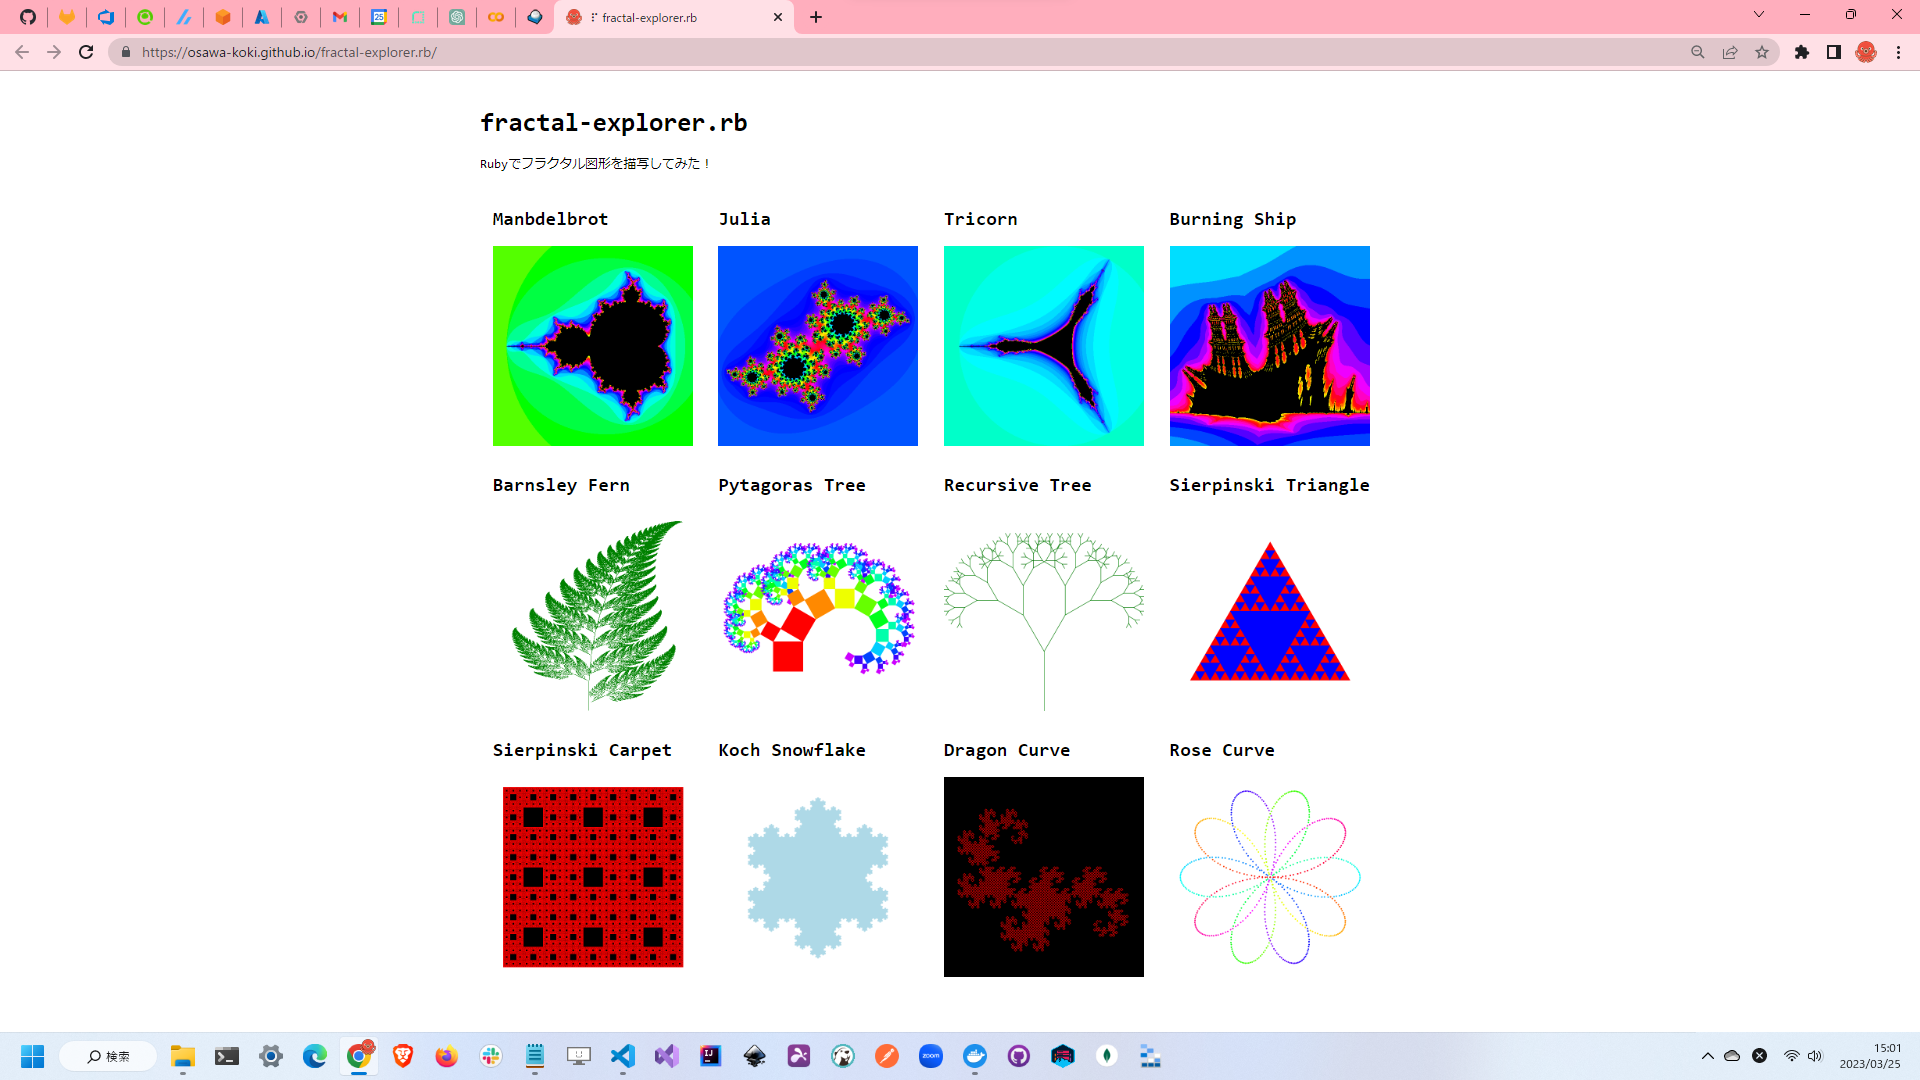 fractal-explorer.rb
https://osawa-koki.github.io/fractal-explorer.rb/
fractal-explorer.rb
Rubyでフラクタル図形を描写してみた！
Manbdelbrot
Julia
Tricorn
Burning Ship
Barnsley Fern
Pytagoras Tree
Recursive Tree
Sierpinski Triangle
Sierpinski Carpet
Koch Snowflake
Dragon Curve
Rose Curve
検索
zoom
15:01
2023/03/25